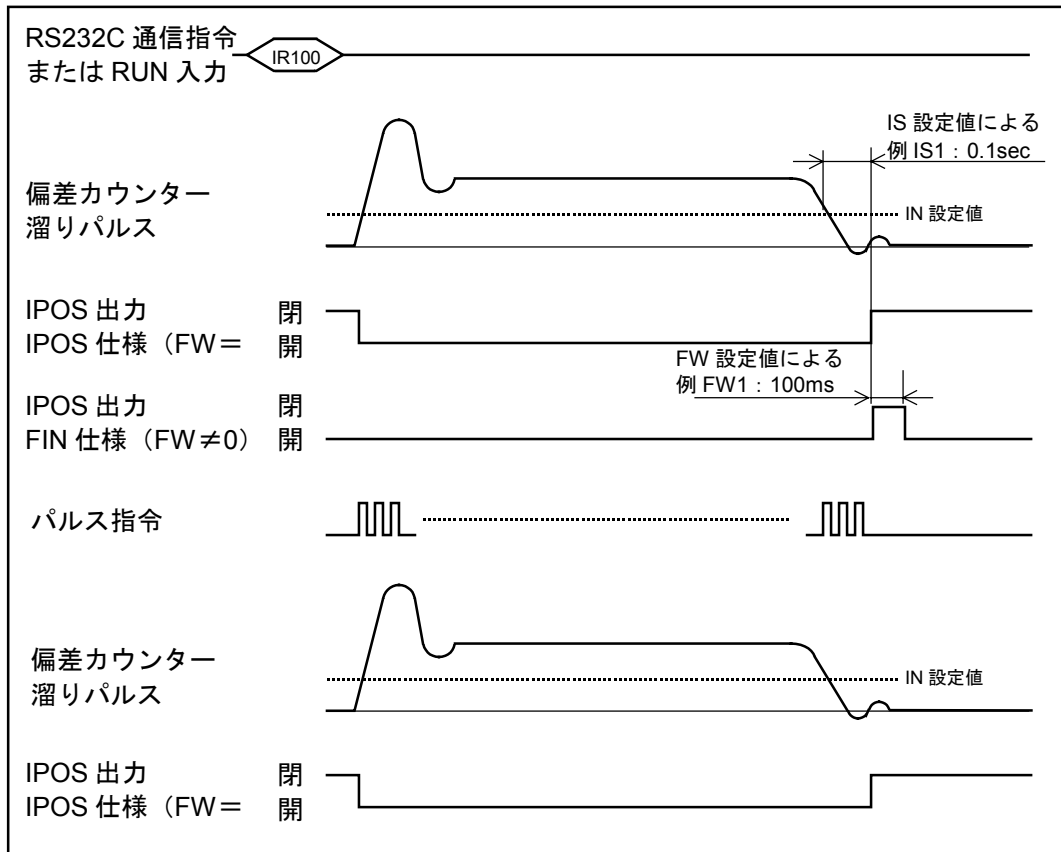 RS232C 通信指令
または RUN 入力
IR100
IS 設定値による
例 IS1：0.1sec
偏差カウンター
溜りパルス
IN 設定値
IPOS 出力 閉
IPOS 仕様（FW＝ 開
FW 設定値による
例 FW1：100ms
IPOS 出力 閉
FIN 仕様（FW≠0） 開
パルス指令
偏差カウンター
溜りパルス
IN 設定値
IPOS 出力 閉
IPOS 仕様（FW＝ 開